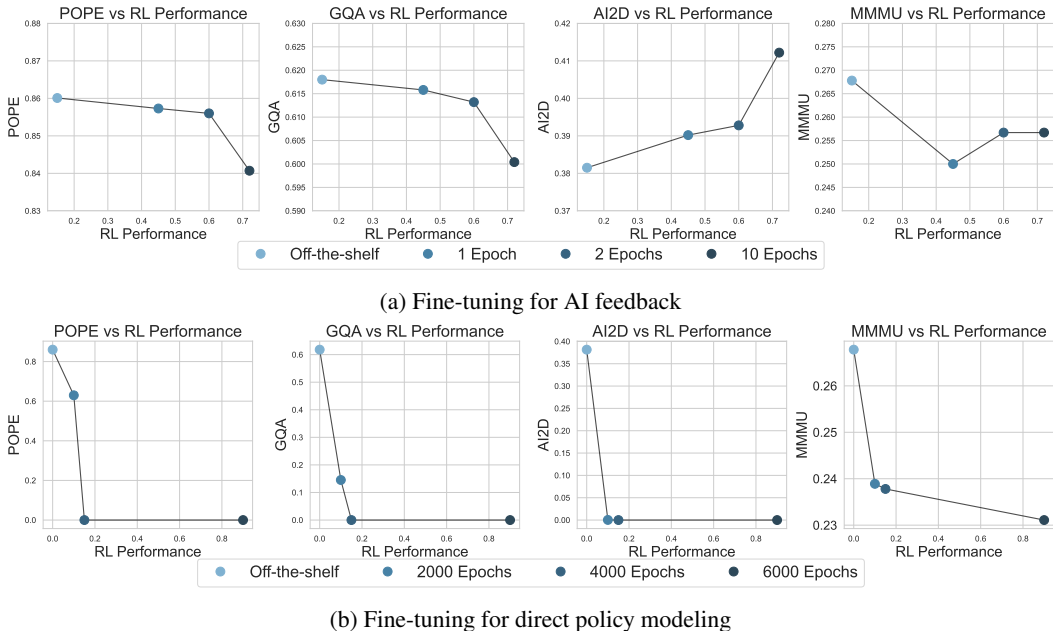 POPE vs RL Performance
GQA vs RL Performance
AI2D vs RL Performance
MMMU vs RL Performance
0.88
0.87
0.86
0.85
0.84
0.83
POPE
0.2 0.3 0.4 0.5 0.6 0.7
RL Performance
0.630
0.625
0.620
0.615
0.610
0.605
0.600
0.595
0.590
GQA
0.2 0.3 0.4 0.5 0.6 0.7
RL Performance
0.42
0.41
0.40
0.39
0.38
0.37
AI2D
0.2 0.3 0.4 0.5 0.6 0.7
RL Performance
0.280
0.275
0.270
0.265
0.260
0.255
0.250
0.245
0.240
MMMU
0.2 0.3 0.4 0.5 0.6 0.7
RL Performance
Off-the-shelf 1 Epoch 2 Epochs 10 Epochs
(a) Fine-tuning for AI feedback
POPE vs RL Performance
GQA vs RL Performance
AI2D vs RL Performance
MMMU vs RL Performance
0.8
0.6
0.4
0.2
0.0
POPE
0.0 0.2 0.4 0.6 0.8
RL Performance
0.6
0.5
0.4
0.3
0.2
0.1
0.0
GQA
0.0 0.2 0.4 0.6 0.8
RL Performance
0.40
0.35
0.30
0.25
0.20
0.15
0.10
0.05
0.00
AI2D
0.0 0.2 0.4 0.6 0.8
RL Performance
0.26
0.25
0.24
0.23
MMMU
0.0 0.2 0.4 0.6 0.8
RL Performance
Off-the-shelf 2000 Epochs 4000 Epochs 6000 Epochs
(b) Fine-tuning for direct policy modeling